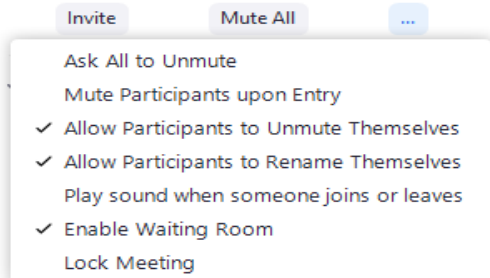 Invite Mute All ...
Ask All to Unmute
Mute Participants upon Entry
Allow Participants to Unmute Themselves
Allow Participants to Rename Themselves
Play sound when someone joins or leaves
Enable Waiting Room
Lock Meeting